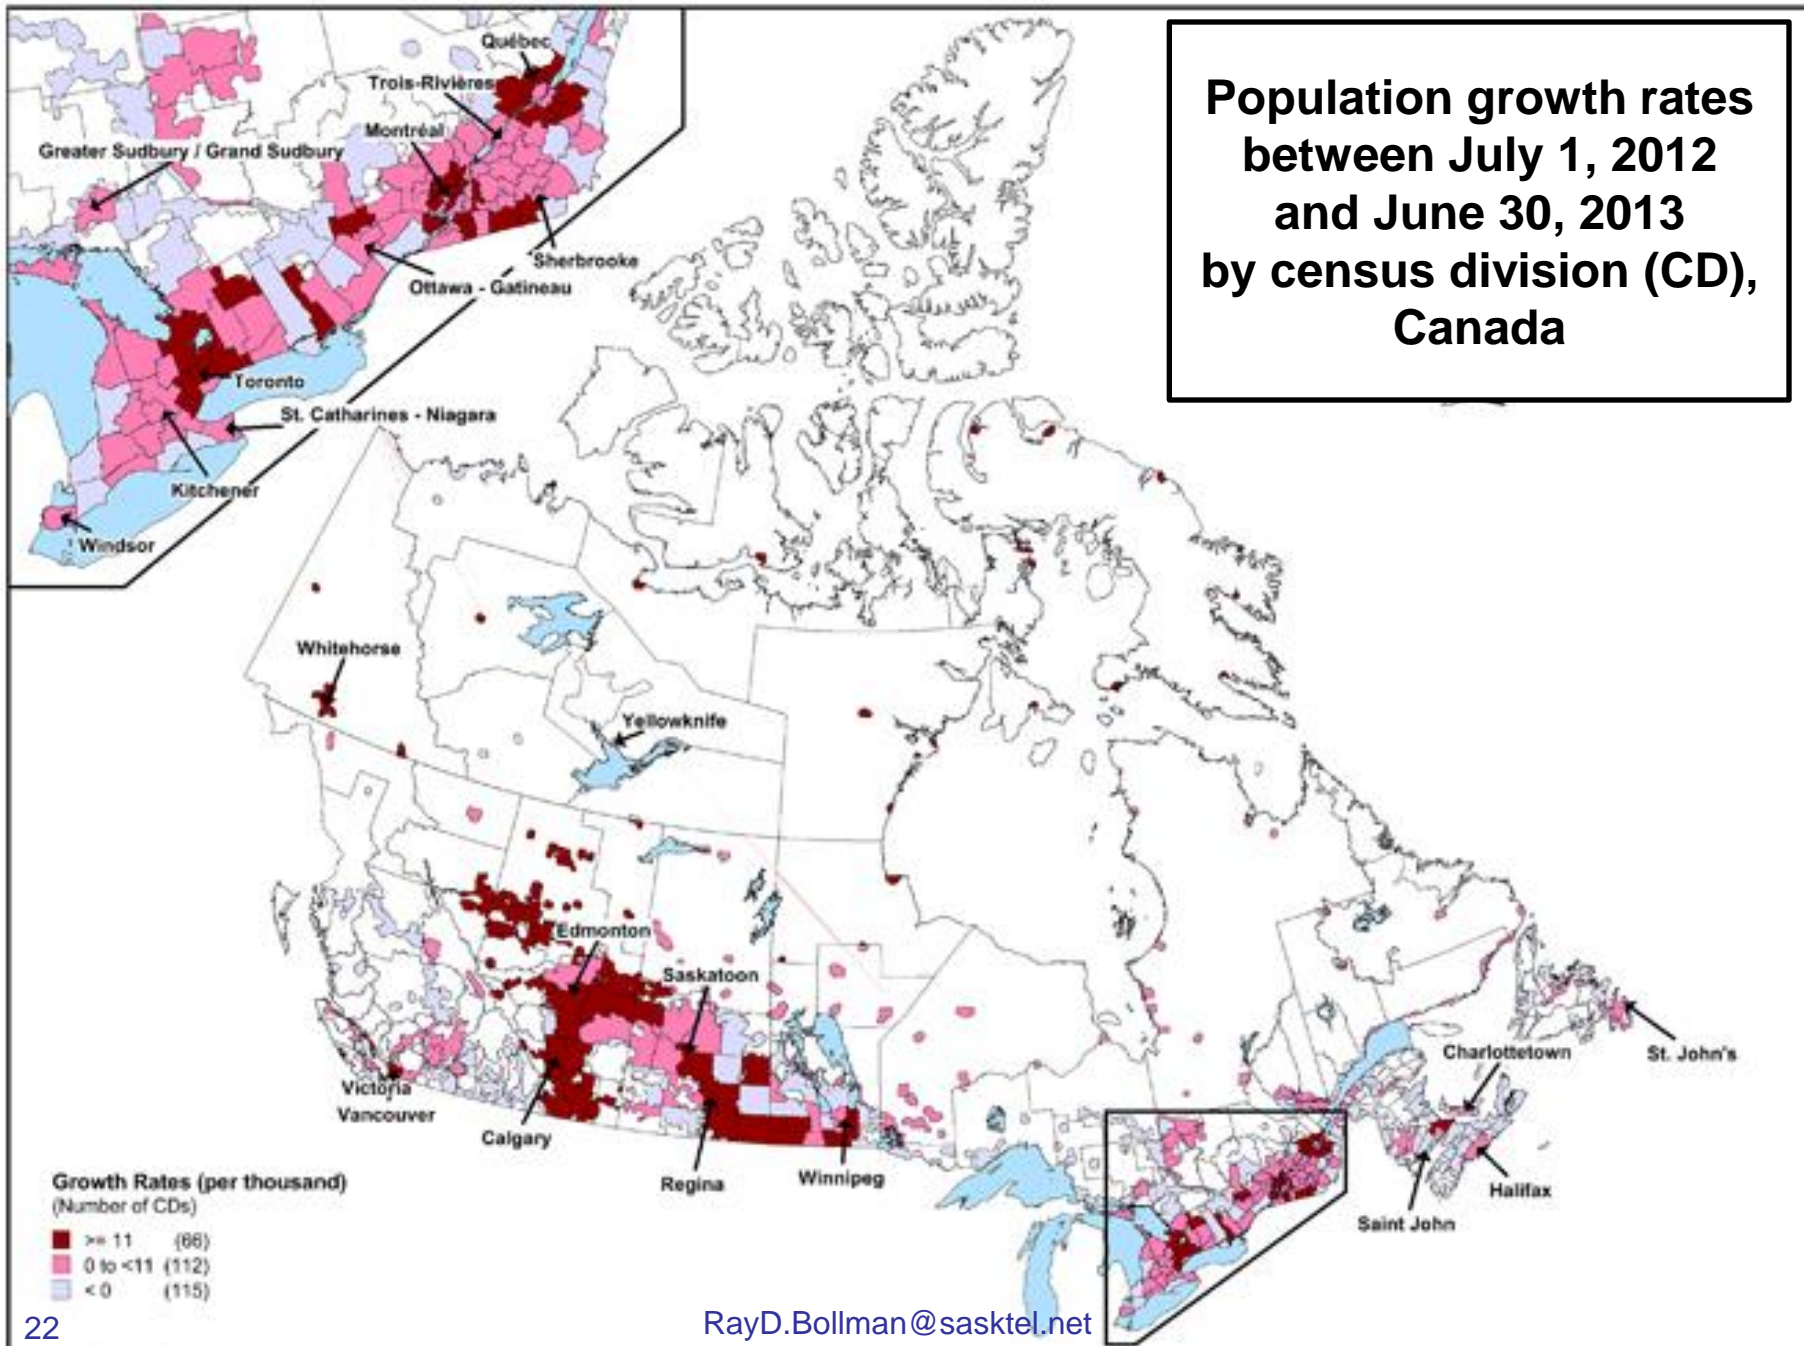 Population growth rates
between July 1, 2012
and June 30, 2013
by census division (CD),
Canada
Québec
Trois-Rivières
Montréal
Greater Sudbury / Grand Sudbury
Sherbrooke
Ottawa - Gatineau
Toronto
St. Catharines - Niagara
Kitchener
Windsor
Whitehorse
Yellowknife
Edmonton
Saskatoon
Victoria
Vancouver
Calgary
Regina
Winnipeg
Charlottetown
St. John's
Halifax
Saint John
Growth Rates (per thousand)
(Number of CDs)
>= 11 (66)
0 to <11 (112)
< 0 (115)
22
RayD.Bollman@sasktel.net